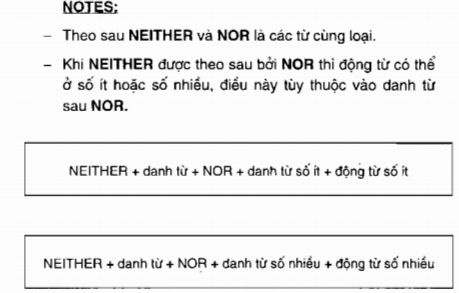 NOTES:
– Theo sau NEITHER và NOR là các từ cùng loại.
– Khi NEITHER được theo sau bởi NOR thì động từ có thể
ở số ít hoặc số nhiều, điều này tùy thuộc vào danh từ
sau NOR.
NEITHER + danh từ + NOR + danh từ số ít + động từ số ít
NEITHER + danh từ + NOR + danh từ số nhiều + động từ số nhiều